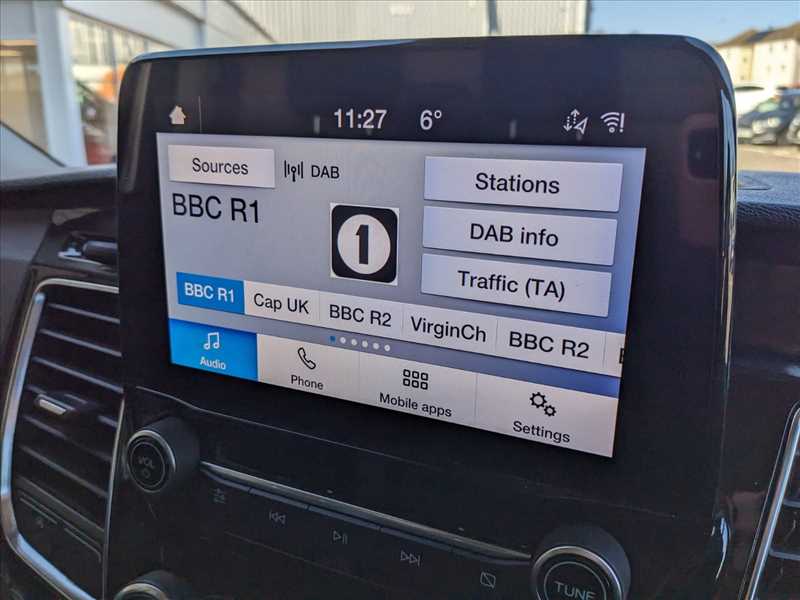 11:27 6°
Sources DAB
BBC R1
1
Stations
DAB info
Traffic (TA)
BBC R1 Cap UK BBC R2 VirginCh BBC R2
Audio Phone Mobile apps Settings
VOL
TUNE